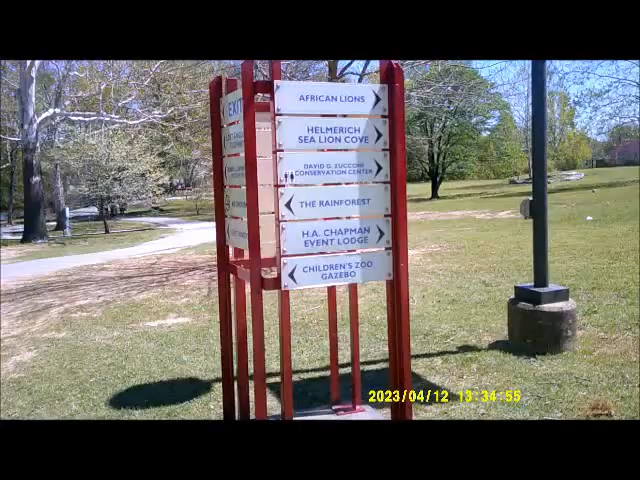 EXIT
AFRICAN LIONS
HELMERICH
SEA LION COVE
DAVID G. ZUCCONI
CONSERVATION CENTER
THE RAINFOREST
H.A. CHAPMAN
EVENT LODGE
CHILDREN'S ZOO
GAZEBO
2023/04/12 13:34:55